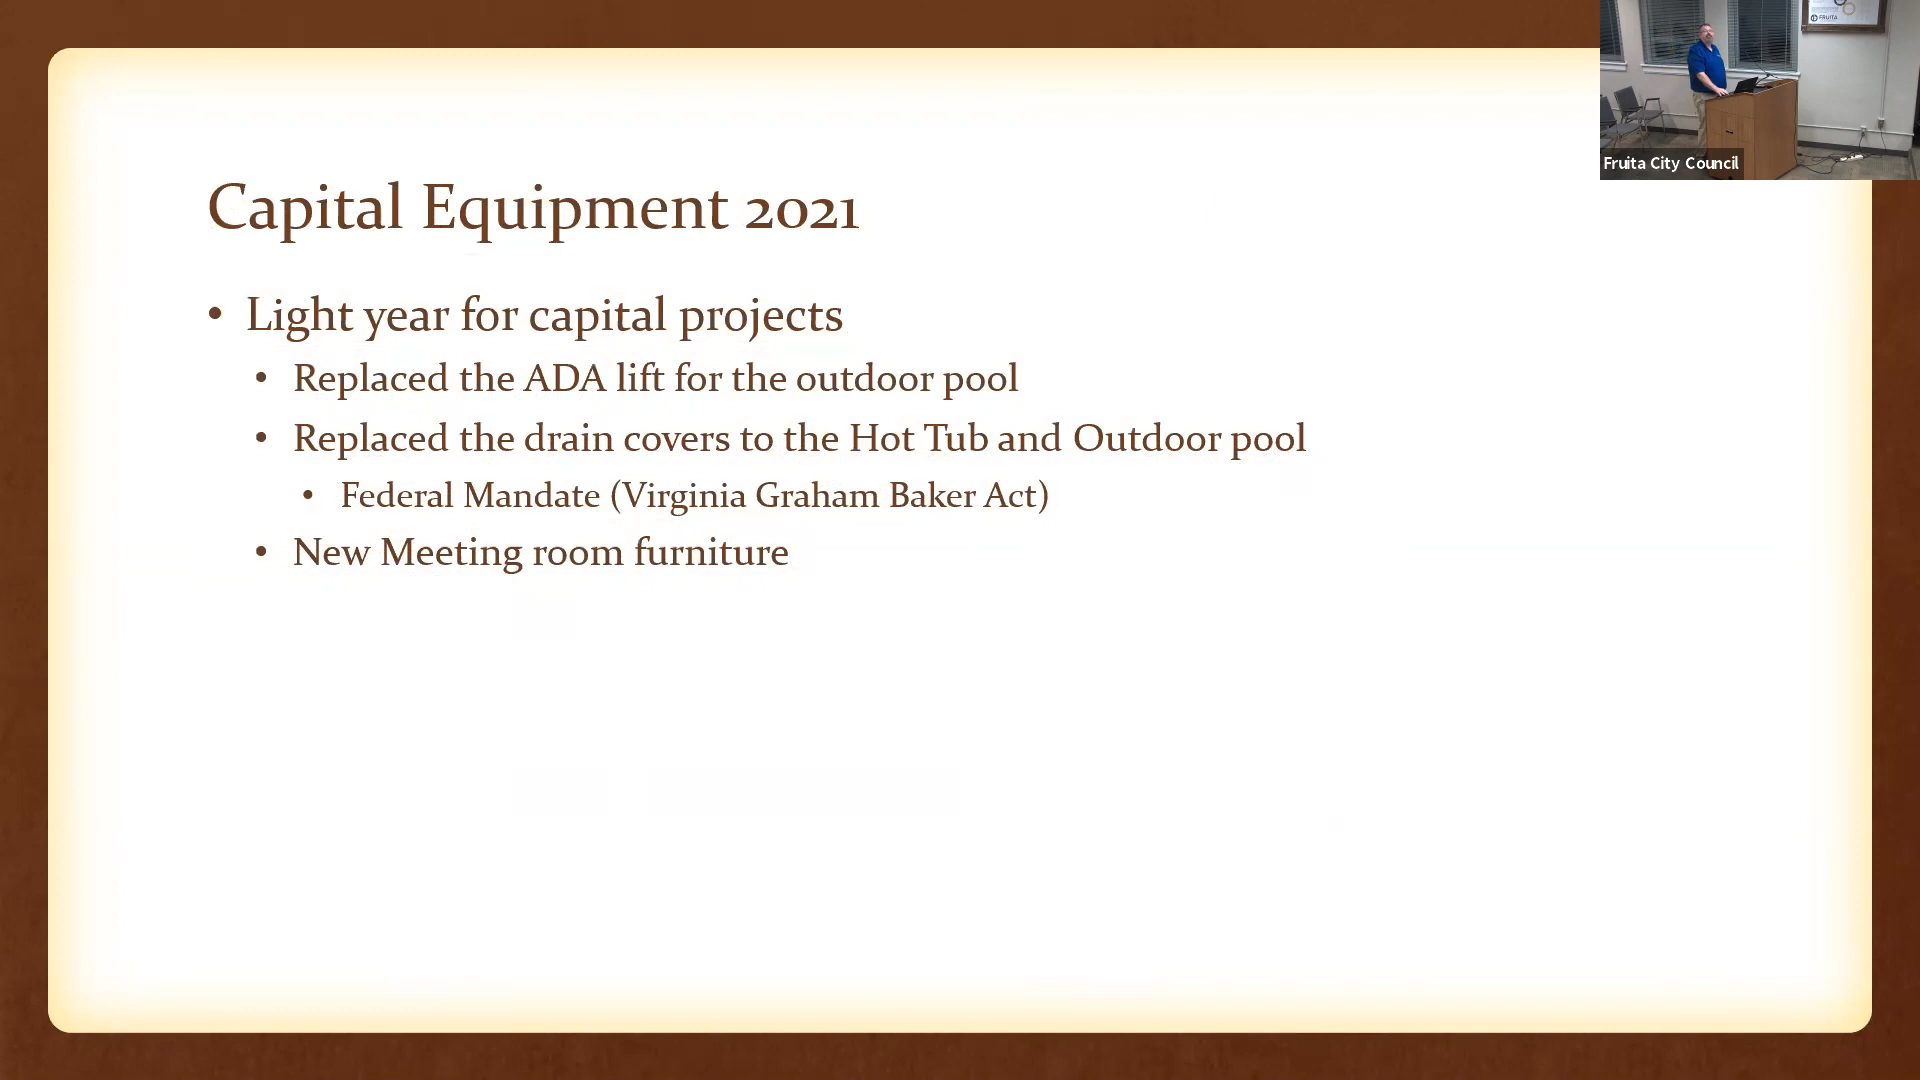 Capital Equipment 2021
• Light year for capital projects
• Replaced the ADA lift for the outdoor pool
• Replaced the drain covers to the Hot Tub and Outdoor pool
• Federal Mandate (Virginia Graham Baker Act)
• New Meeting room furniture
FRUITA
Fruita City Council